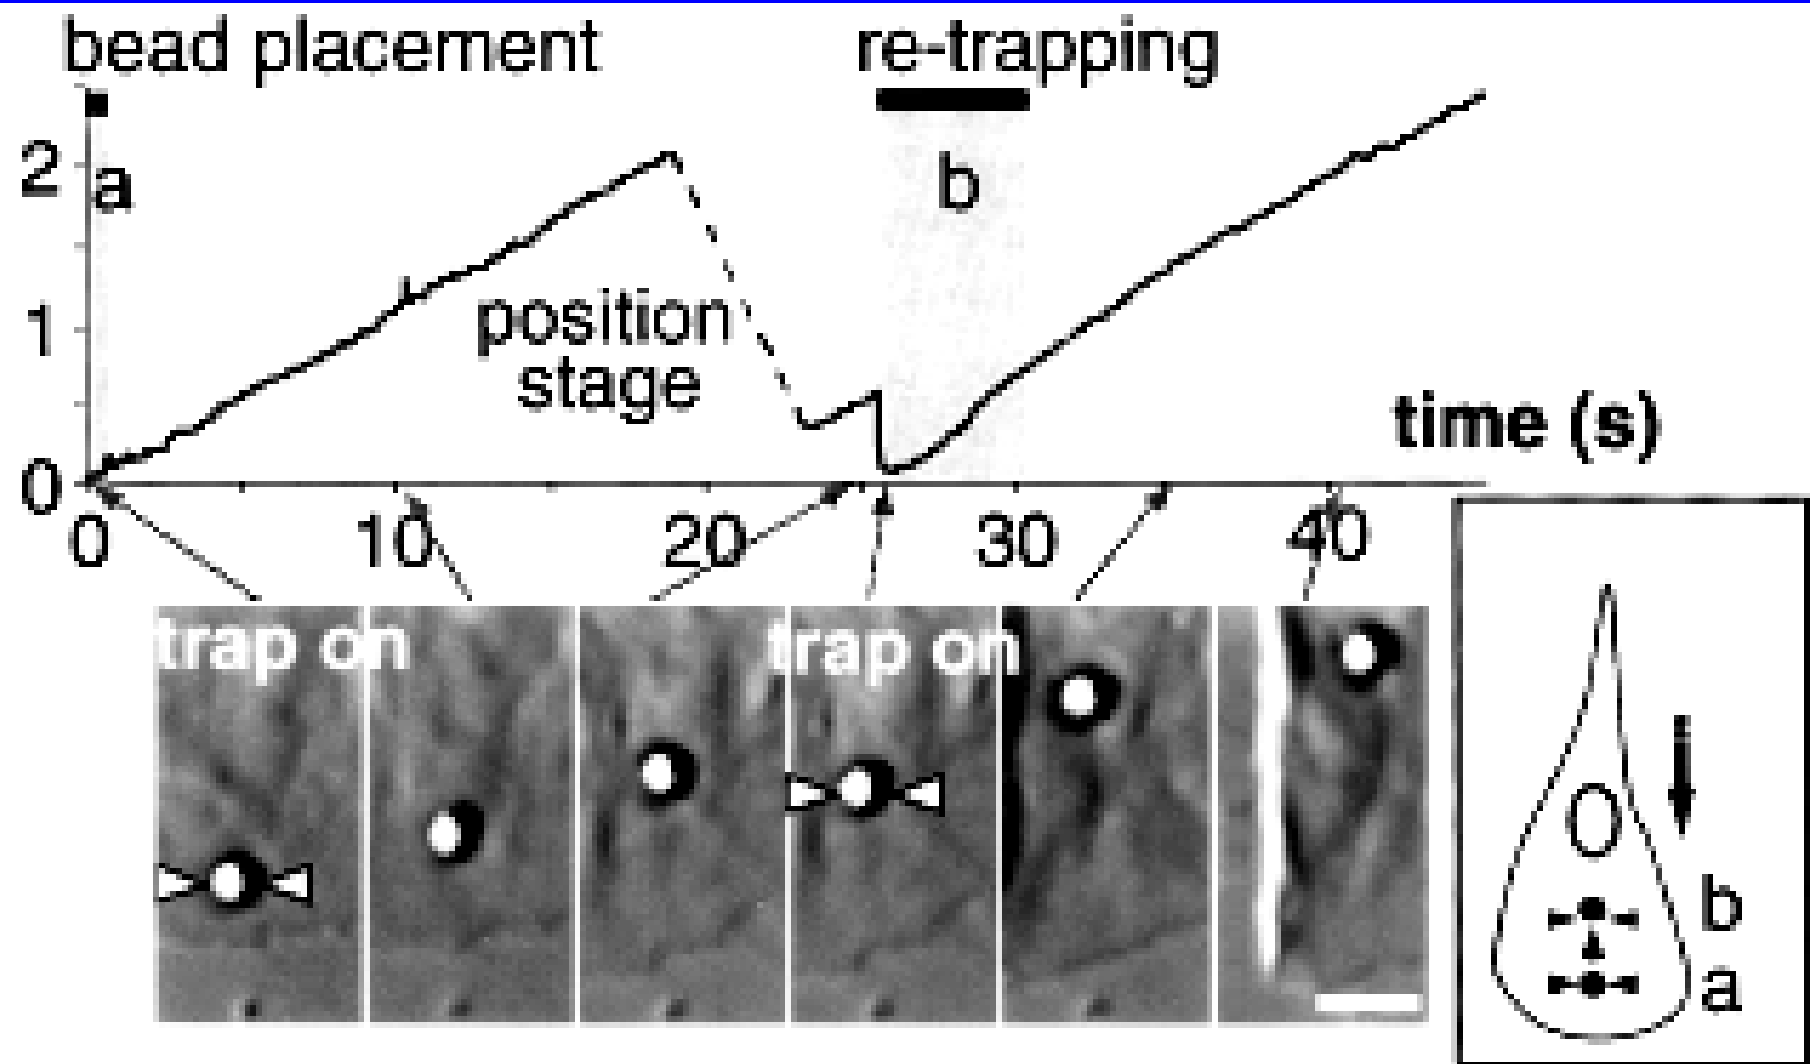 bead placement
re-trapping
2
a
b
1
position
stage
time (s)
0
0
10
20
30
40
trap on
trap on
b
a